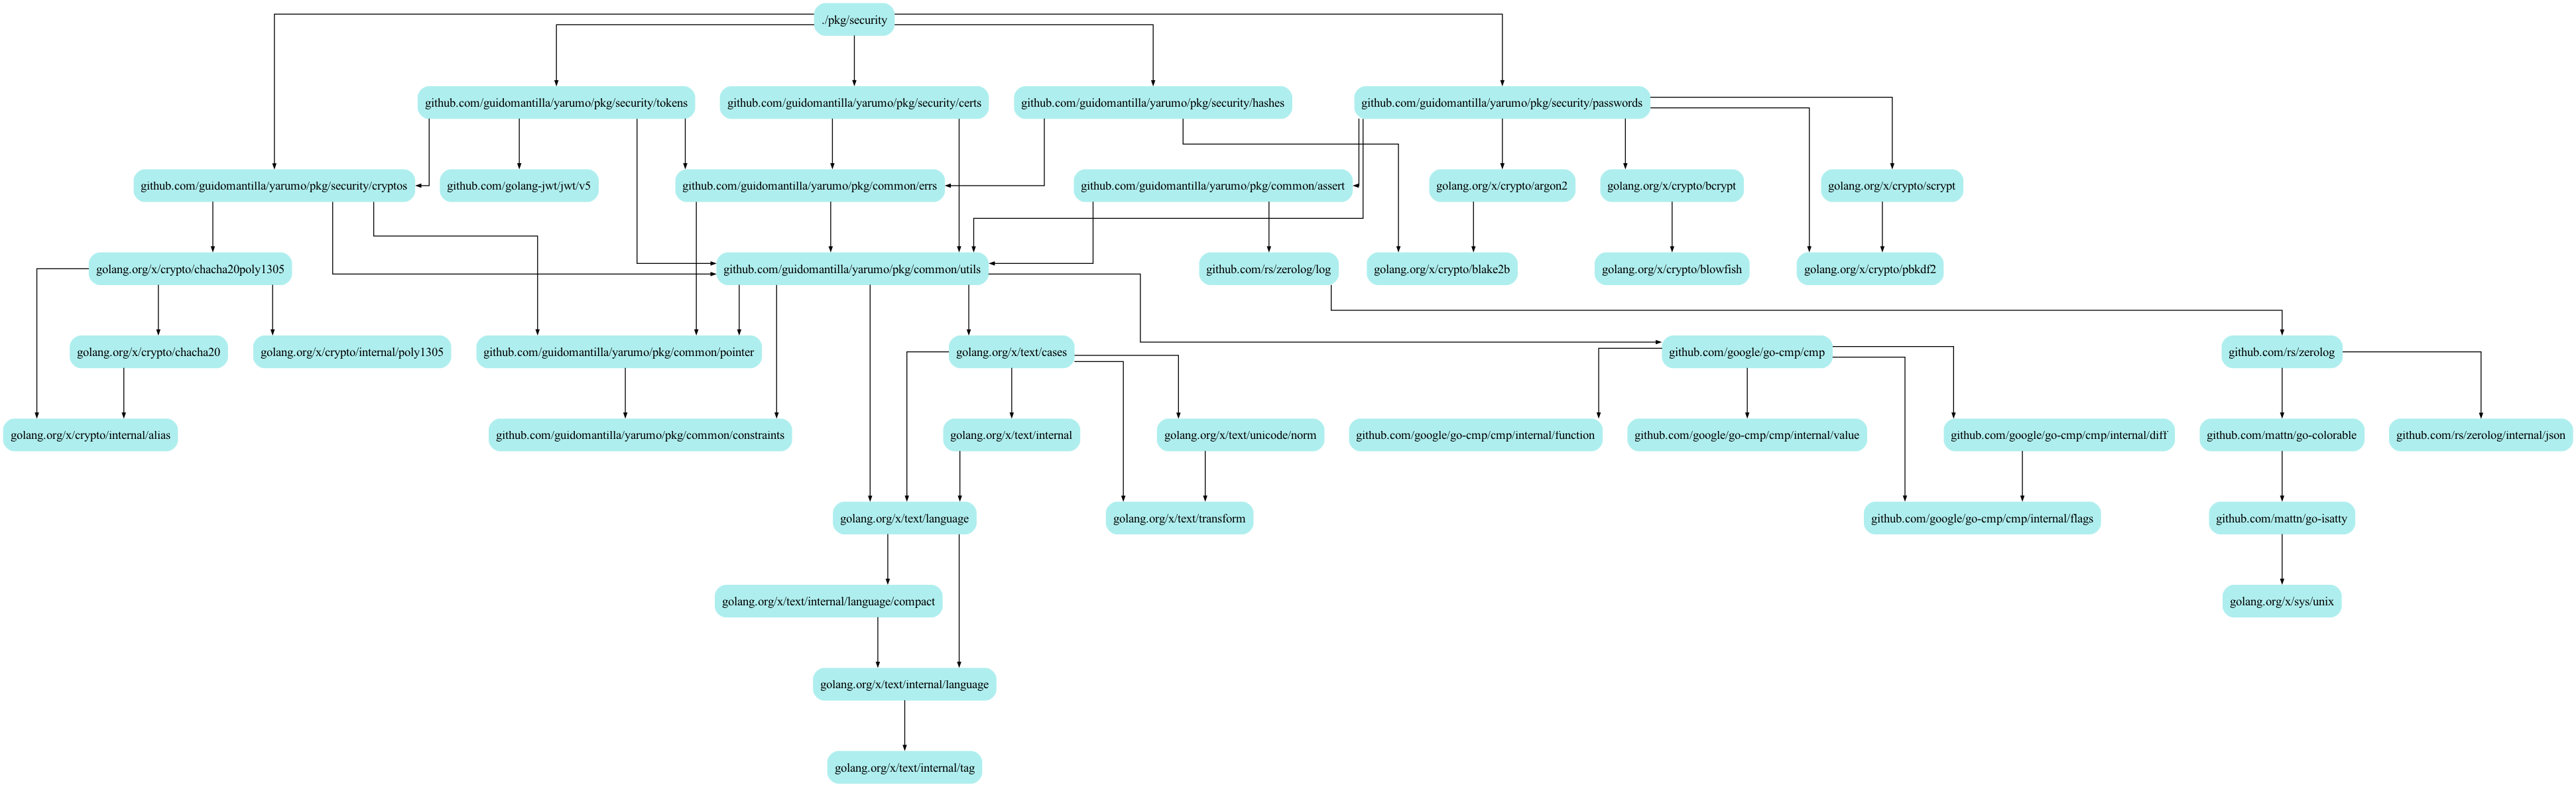 ./pkg/security
github.com/guidomantilla/yarumo/pkg/security/tokens
github.com/guidomantilla/yarumo/pkg/security/certs
github.com/guidomantilla/yarumo/pkg/security/hashes
github.com/guidomantilla/yarumo/pkg/security/passwords
github.com/guidomantilla/yarumo/pkg/security/cryptos
github.com/golang-jwt/jwt/v5
github.com/guidomantilla/yarumo/pkg/common/errs
github.com/guidomantilla/yarumo/pkg/common/assert
golang.org/x/crypto/argon2
golang.org/x/crypto/bcrypt
golang.org/x/crypto/scrypt
golang.org/x/crypto/chacha20poly1305
github.com/guidomantilla/yarumo/pkg/common/utils
github.com/rs/zerolog/log
golang.org/x/crypto/blake2b
golang.org/x/crypto/blowfish
golang.org/x/crypto/pbkdf2
golang.org/x/crypto/chacha20
golang.org/x/crypto/internal/poly1305
github.com/guidomantilla/yarumo/pkg/common/pointer
golang.org/x/text/cases
github.com/google/go-cmp/cmp
github.com/rs/zerolog
golang.org/x/crypto/internal/alias
github.com/guidomantilla/yarumo/pkg/common/constraints
golang.org/x/text/internal
golang.org/x/text/unicode/norm
github.com/google/go-cmp/cmp/internal/function
github.com/google/go-cmp/cmp/internal/value
github.com/google/go-cmp/cmp/internal/diff
github.com/mattn/go-colorable
github.com/rs/zerolog/internal/json
golang.org/x/text/language
golang.org/x/text/transform
github.com/google/go-cmp/cmp/internal/flags
github.com/mattn/go-isatty
golang.org/x/text/internal/language/compact
golang.org/x/sys/unix
golang.org/x/text/internal/language
golang.org/x/text/internal/tag